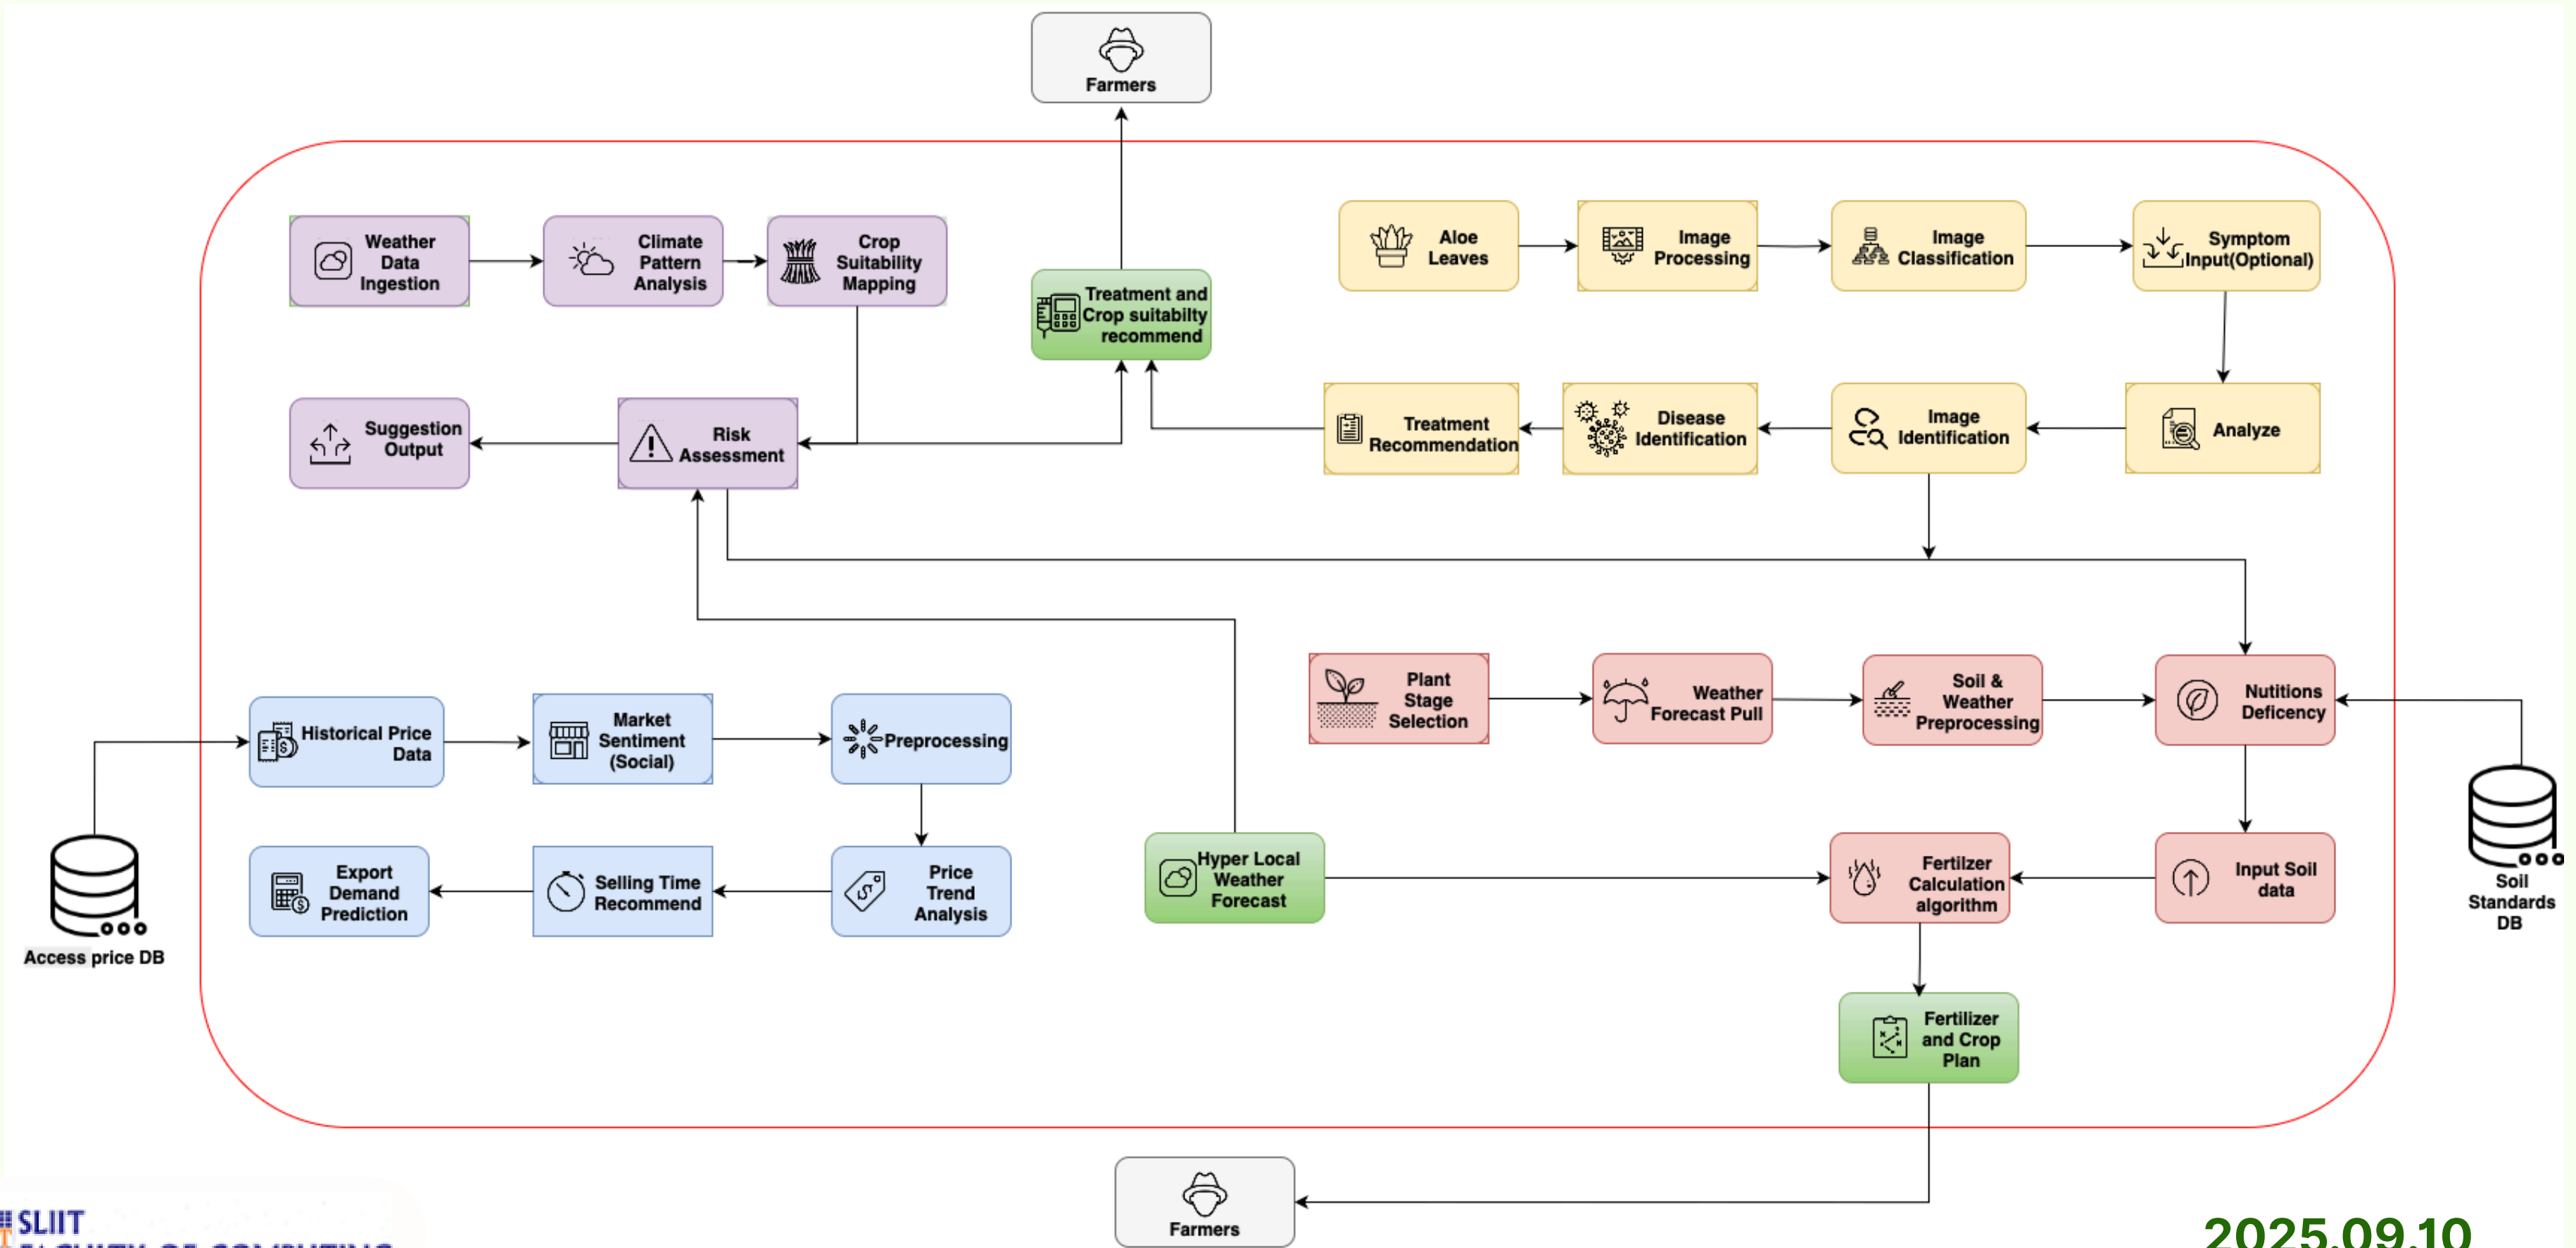 Farmers
Weather
Data
Ingestion
Climate
Pattern
Analysis
Crop
Suitability
Mapping
Treatment and
Crop suitabilty
recommend
Aloe
Leaves
Image
Processing
Image
Classification
Symptom
Input(Optional)
Suggestion
Output
Risk
Assessment
Treatment
Recommendation
Disease
Identification
Image
Identification
Analyze
Historical Price
Data
Market
Sentiment
(Social)
Preprocessing
Plant
Stage
Selection
Weather
Forecast Pull
Soil &
Weather
Preprocessing
Nutitions
Deficency
Export
Demand
Prediction
Selling Time
Recommend
Price
Trend
Analysis
Hyper Local
Weather
Forecast
Fertilzer
Calculation
algorithm
Input Soil
data
Access price DB
Soil
Standards
DB
Fertilizer
and Crop
Plan
Farmers
SLIIT
FACULTY OF COMPUTING
2025.09.10